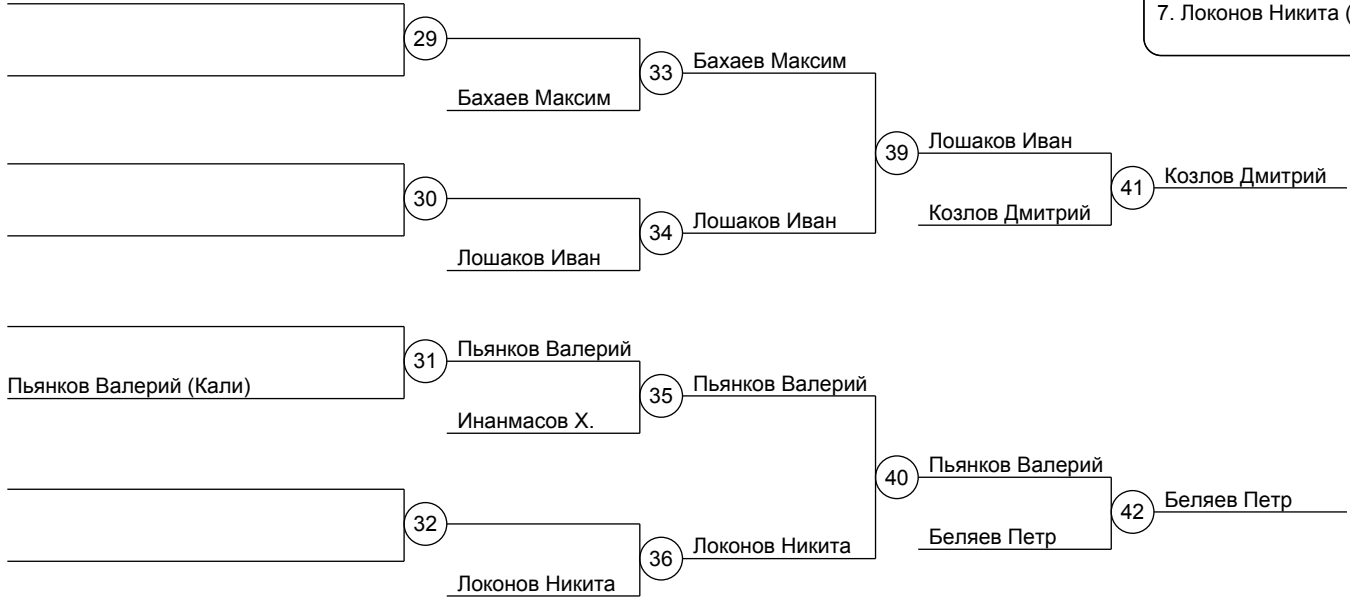 7. Локонов Никита (
29
33
Бахаев Максим
Бахаев Максим
39
Лошаков Иван
41
Козлов Дмитрий
30
34
Лошаков Иван
Козлов Дмитрий
Лошаков Иван
31
Пьянков Валерий
Пьянков Валерий (Кали)
35
Пьянков Валерий
Инанмасов Х.
40
Пьянков Валерий
42
Беляев Петр
32
36
Локонов Никита
Беляев Петр
Локонов Никита